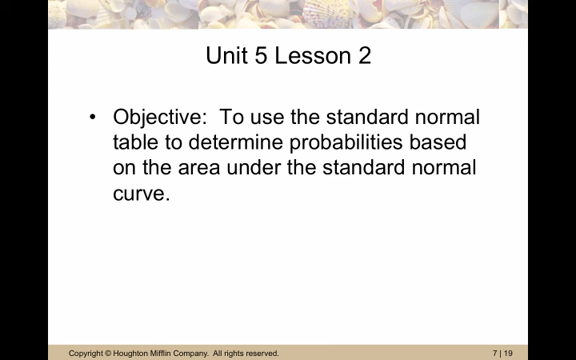 Unit 5 Lesson 2
• Objective: To use the standard normal
table to determine probabilities based
on the area under the standard normal
curve.
Copyright © Houghton Mifflin Company. All rights reserved.
7 | 19